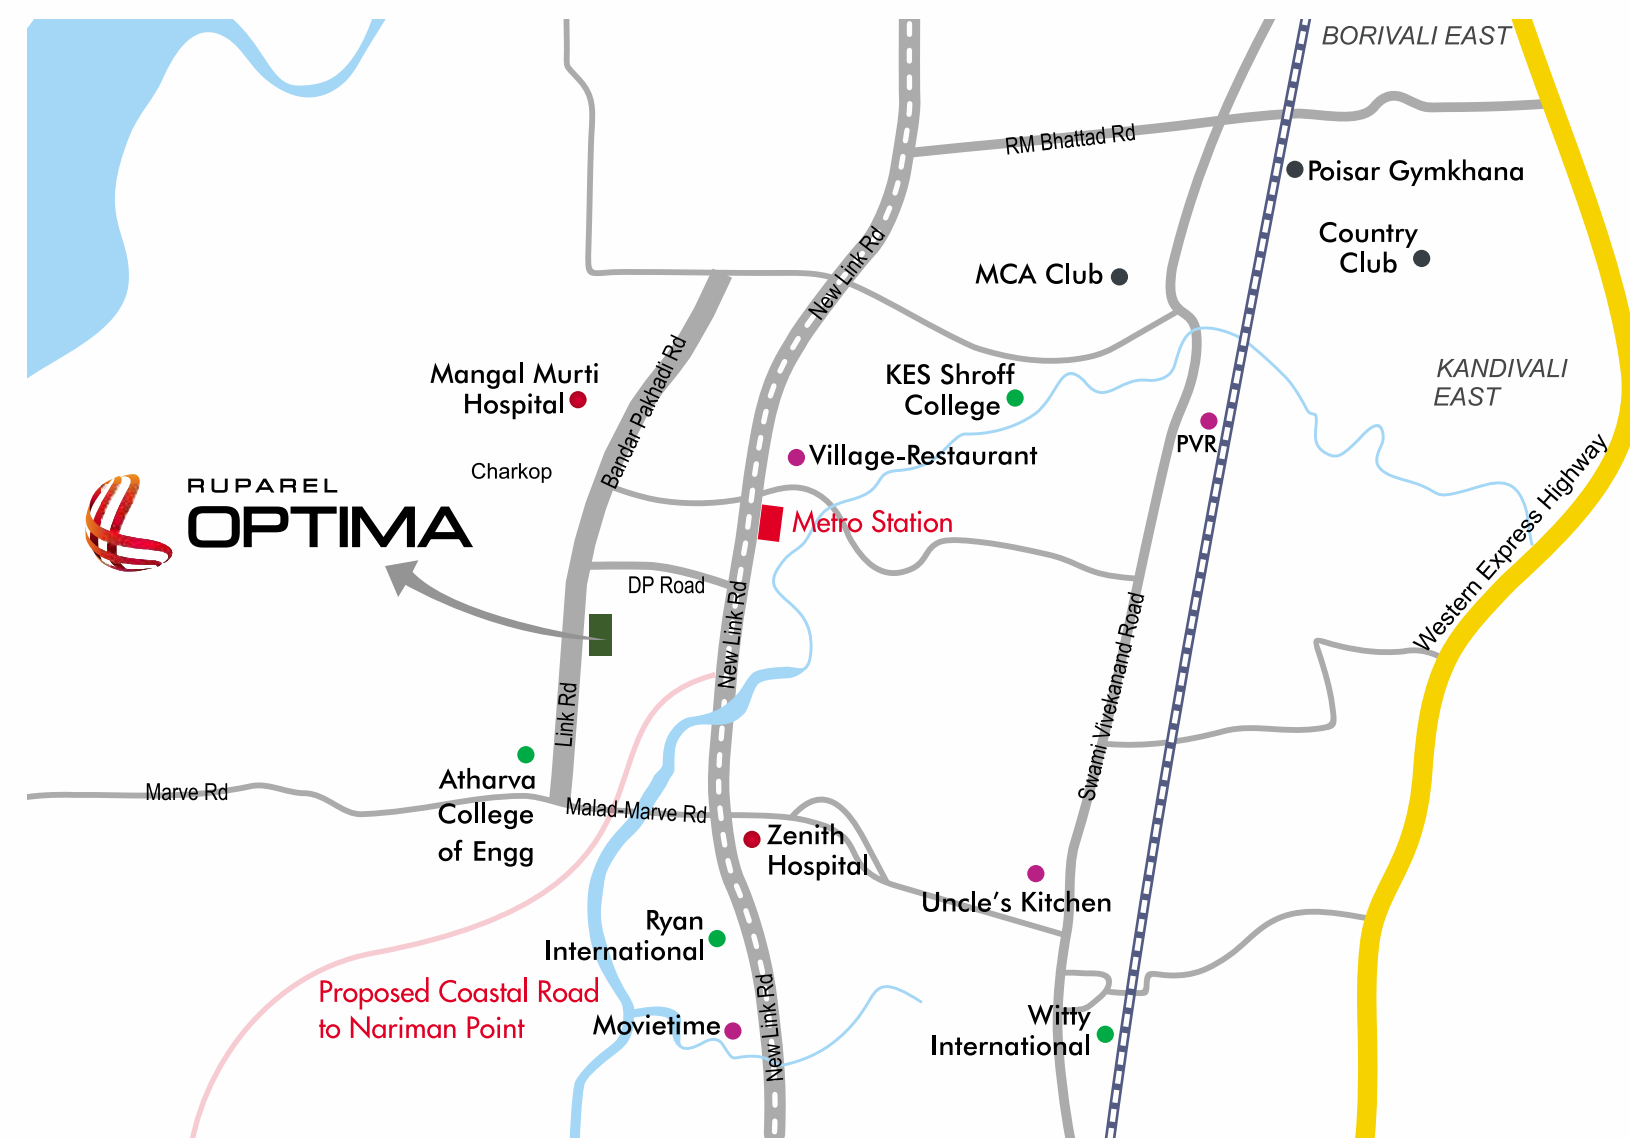 BORIVALI EAST
RM Bhattad Rd
Poisar Gymkhana
Country
Club
MCA Club
New Link Rd
Mangal Murti
Hospital
Bandar Pakhadi Rd
KES Shroff
College
KANDIVALI
EAST
PVR
Village-Restaurant
Charkop
RUPAREL
OPTIMA
Metro Station
Western Express Highway
DP Road
New Link Rd
Swami Vivekanand Road
Link Rd
Marve Rd
Atharva
College
of Engg
Malad-Marve Rd
Zenith
Hospital
Uncle's Kitchen
Ryan
International
Proposed Coastal Road
to Nariman Point
Movietime
New Link Rd
Witty
International